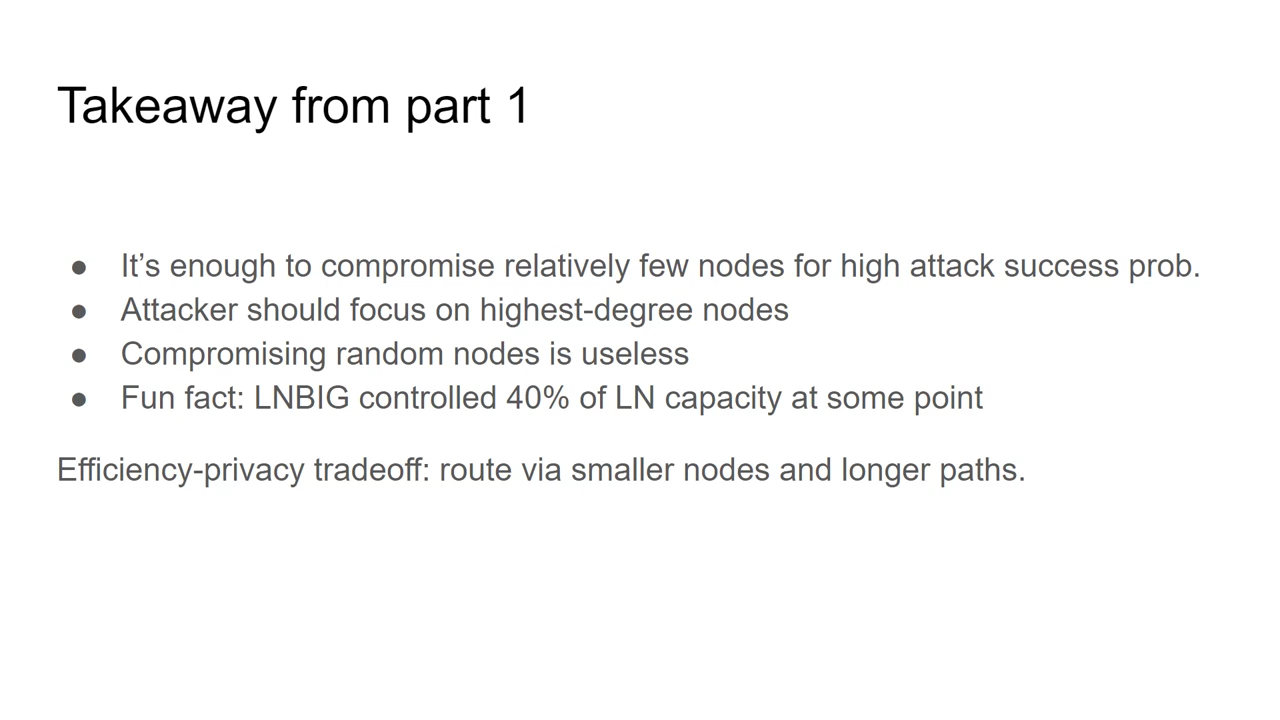 Takeaway from part 1
● It’s enough to compromise relatively few nodes for high attack success prob.
● Attacker should focus on highest-degree nodes
● Compromising random nodes is useless
● Fun fact: LNBIG controlled 40% of LN capacity at some point
Efficiency-privacy tradeoff: route via smaller nodes and longer paths.